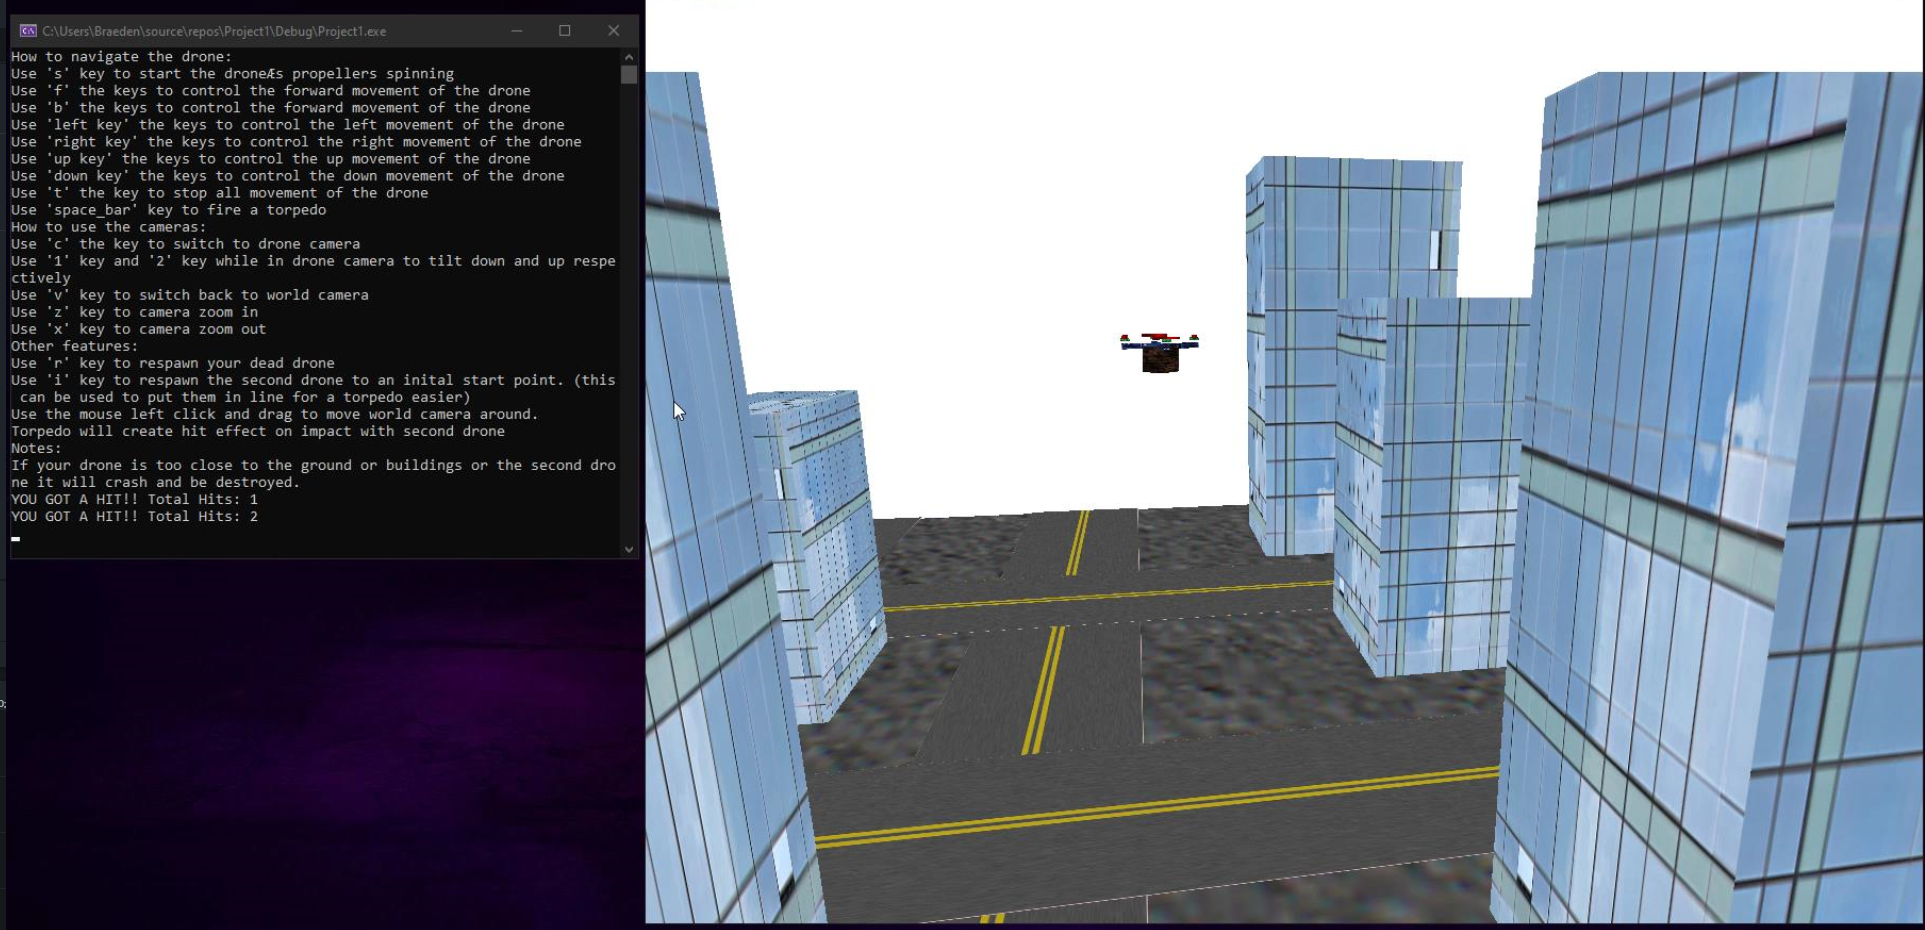 C:\Users\Braeden\source\repos\Project1\Debug\Project1.exe
How to navigate the drone:
Use 's' key to start the droneÆs propellers spinning
Use 'f' the keys to control the forward movement of the drone
Use 'b' the keys to control the forward movement of the drone
Use 'left key' the keys to control the left movement of the drone
Use 'right key' the keys to control the right movement of the drone
Use 'up key' the keys to control the up movement of the drone
Use 'down key' the keys to control the down movement of the drone
Use 't' the key to stop all movement of the drone
Use 'space_bar' key to fire a torpedo
How to use the cameras:
Use 'c' the key to switch to drone camera
Use '1' key and '2' key while in drone camera to tilt down and up respe
ctively
Use 'v' key to switch back to world camera
Use 'z' key to camera zoom in
Use 'x' key to camera zoom out
Other features:
Use 'r' key to respawn your dead drone
Use 'i' key to respawn the second drone to an inital start point. (this
 can be used to put them in line for a torpedo easier)
Use the mouse left click and drag to move world camera around.
Torpedo will create hit effect on impact with second drone
Notes:
If your drone is too close to the ground or buildings or the second dro
ne it will crash and be destroyed.
YOU GOT A HIT!! Total Hits: 1
YOU GOT A HIT!! Total Hits: 2